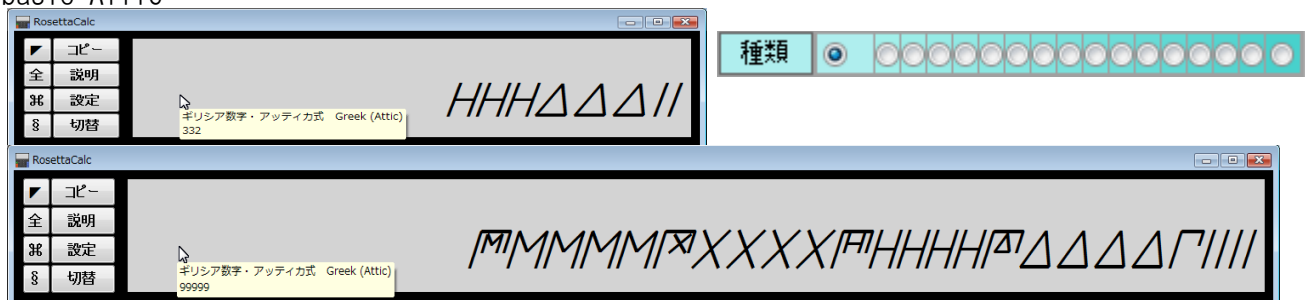 basic Attic
RosettaCalc
◤ コピー
全 説明
⌘ 設定
§ 切替
HHHΔΔΔII
ギリシア数字・アッティカ式 Greek (Attic)
332
種類
RosettaCalc
◤ コピー
全 説明
⌘ 設定
§ 切替
𐅇MMMM𐅆XXXX𐅅HHHH𐅄ΔΔΔΔΓIIII
ギリシア数字・アッティカ式 Greek (Attic)
99999